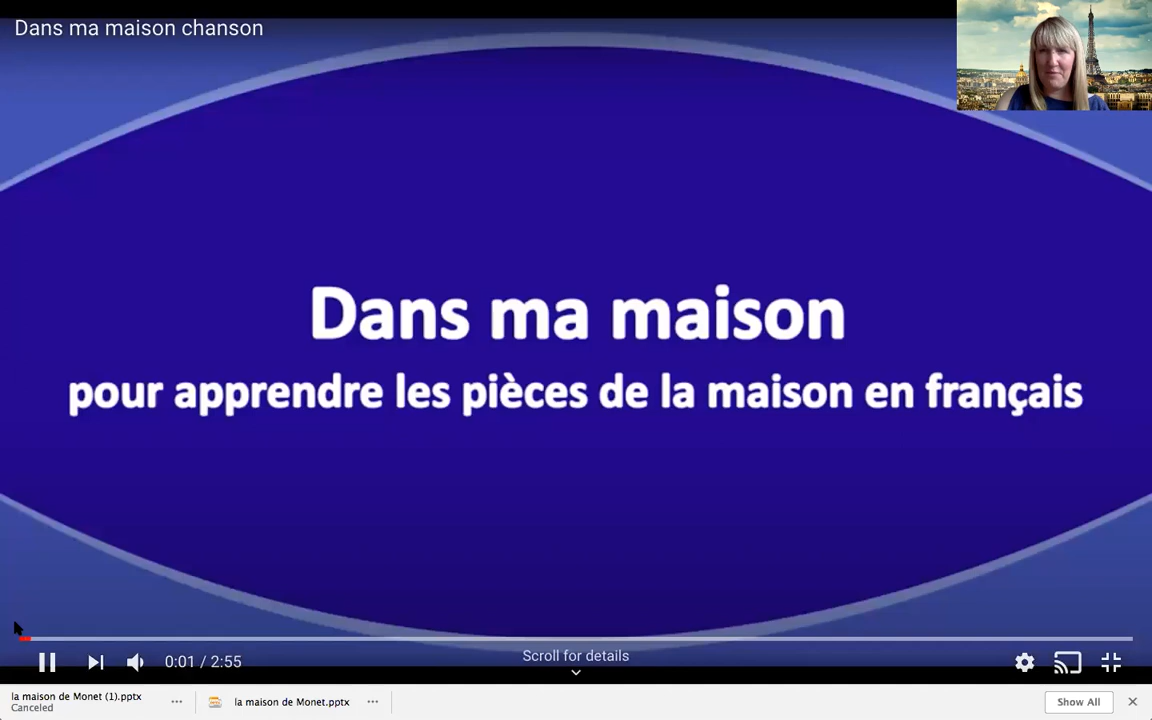 Dans ma maison chanson
Dans ma maison
pour apprendre les pièces de la maison en français
0:01 / 2:55
Scroll for details
la maison de Monet (1).pptx
Canceled
la maison de Monet.pptx
Show All